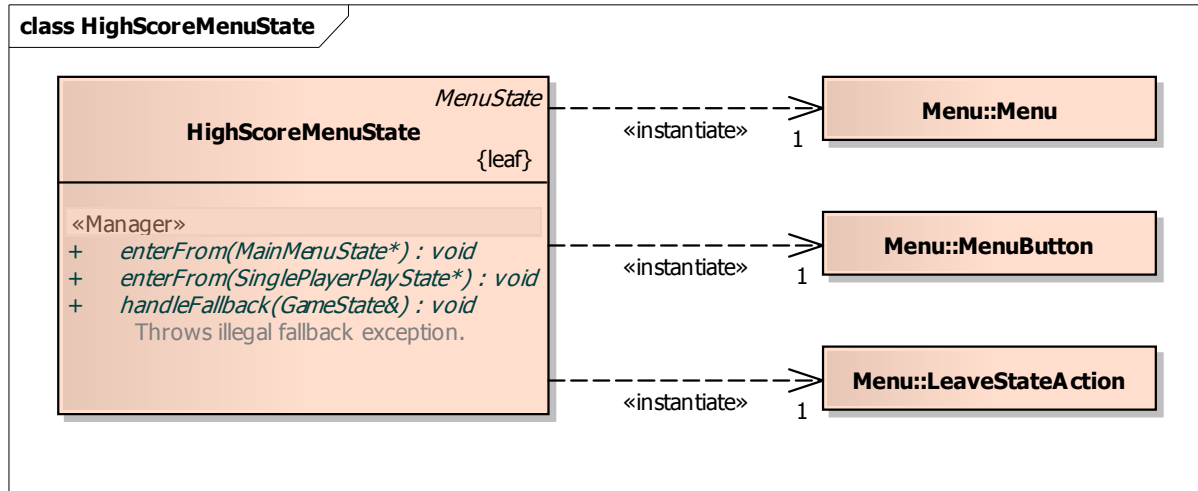 class HighScoreMenuState
MenuState
HighScoreMenuState
{leaf}
«Manager»
+ enterFrom(MainMenuState*) : void
+ enterFrom(SinglePlayerPlayState*) : void
+ handleFallback(GameState&) : void
Throws illegal fallback exception.
«instantiate»
1
Menu::Menu
«instantiate»
1
Menu::MenuButton
«instantiate»
1
Menu::LeaveStateAction